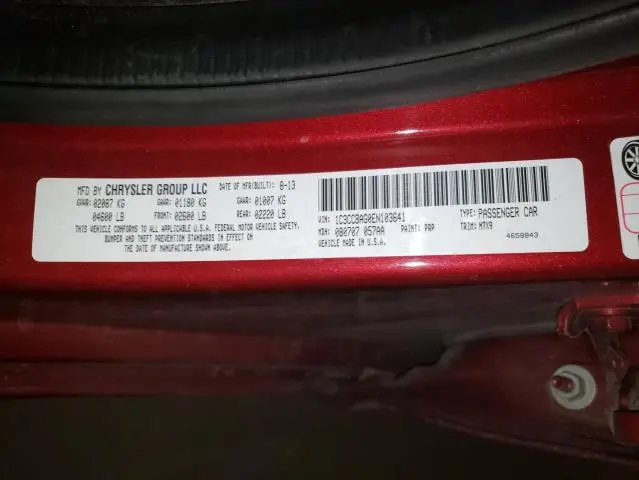 MFD BY CHRYSLER GROUP LLC DATE OF MFR(BUILT): 8-13
GVWR: 02087 KG GAWR: 01180 KG GAWR: 01007 KG
04600 LB FRONT: 02600 LB REAR: 02220 LB
THIS VEHICLE CONFORMS TO ALL APPLICABLE U.S.A. FEDERAL MOTOR VEHICLE SAFETY,
BUMPER AND THEFT PREVENTION STANDARDS IN EFFECT ON
THE DATE OF MANUFACTURE SHOWN ABOVE.
VIN: 1C3CCBAG0EN103641 TYPE: PASSENGER CAR
MDH: 080707 057AA PAINT: PRP TRIM: M7X9
VEHICLE MADE IN U.S.A. 4658843